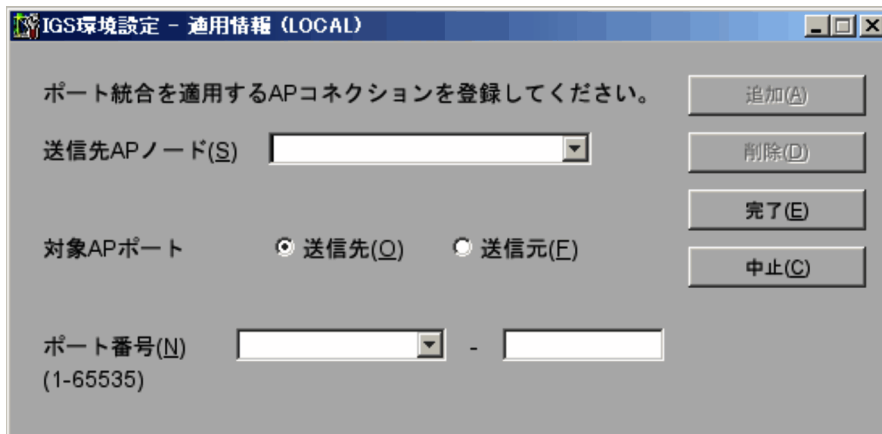 IGS環境設定 - 適用情報 (LOCAL)
ポート統合を適用するAPコネクションを登録してください。
追加(A)
送信先APノード(S)
削除(D)
完了(E)
対象APポート 送信先(O) 送信元(F)
中止(C)
ポート番号(N) -
(1-65535)